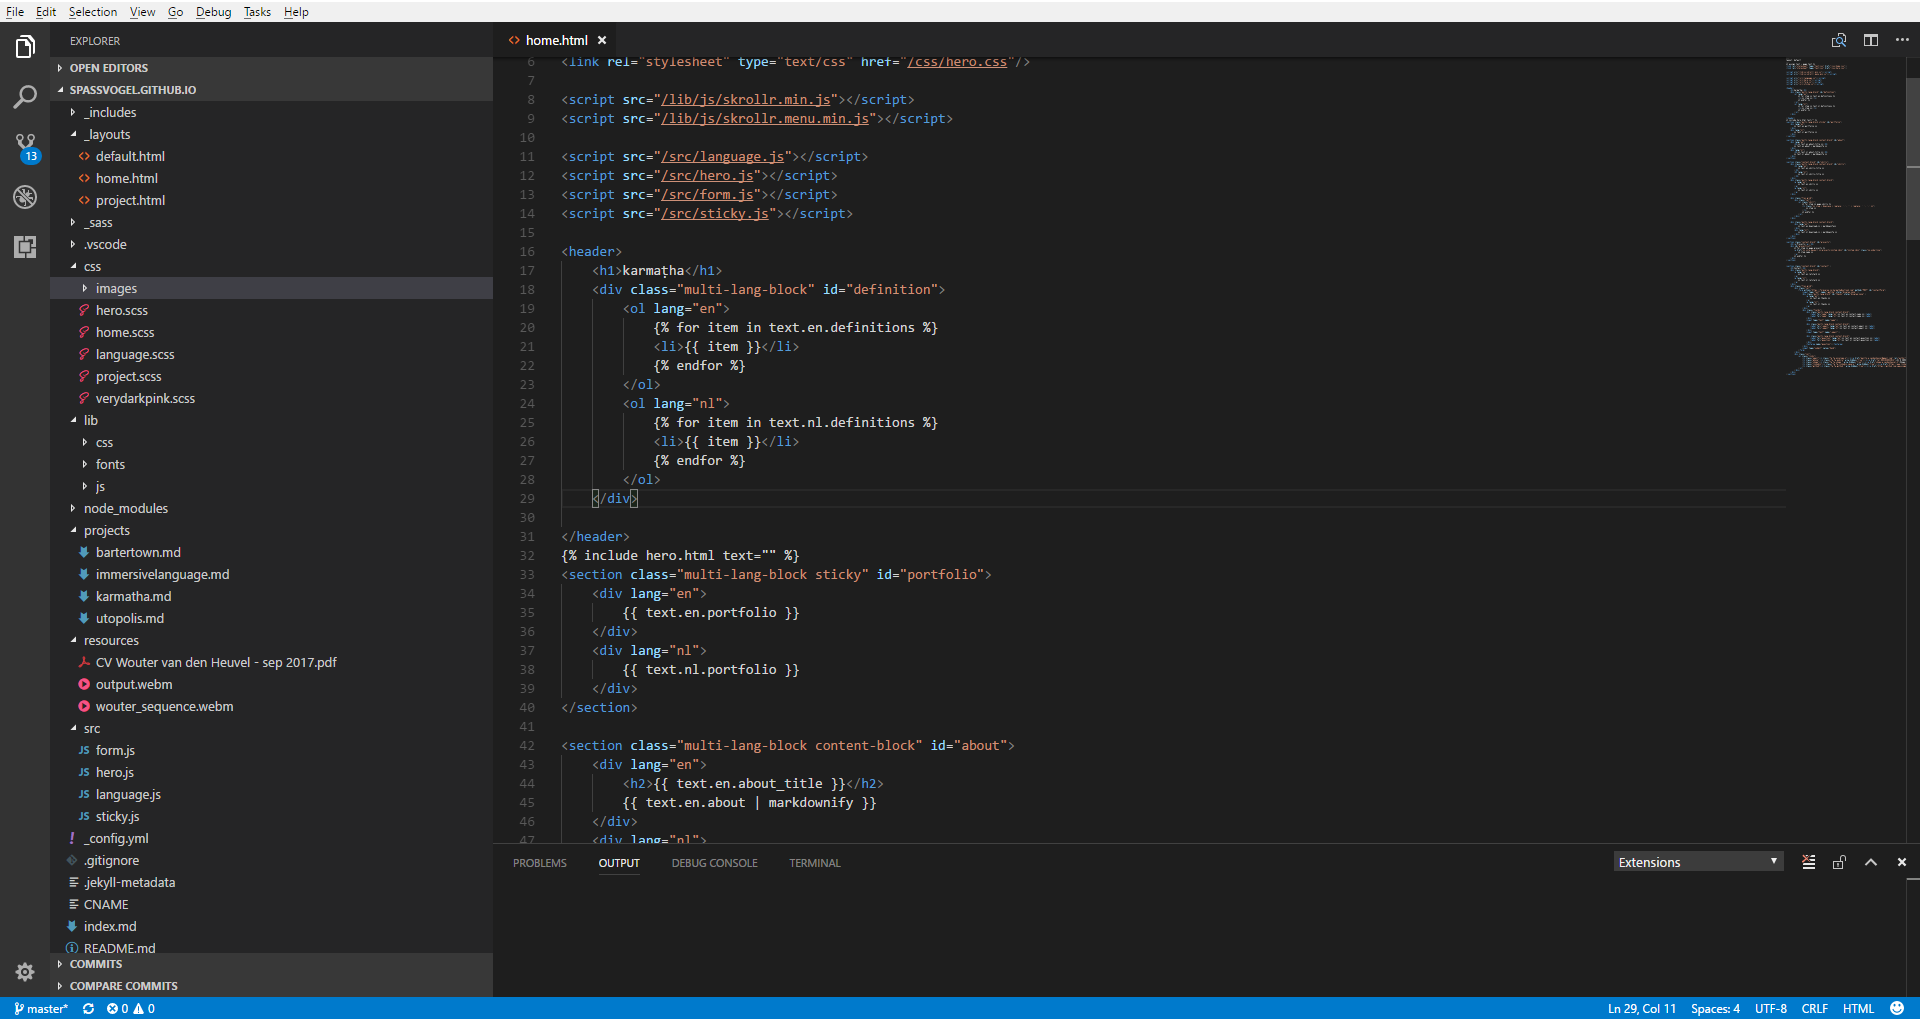 File Edit Selection View Go Debug Tasks Help
EXPLORER
OPEN EDITORS
SPASSVOGEL.GITHUB.IO
_includes
_layouts
default.html
home.html
project.html
_sass
.vscode
css
images
hero.scss
home.scss
language.scss
project.scss
verydarkpink.scss
lib
css
fonts
js
node_modules
projects
bartertown.md
immersivelanguage.md
karmatha.md
utopolis.md
resources
CV Wouter van den Heuvel - sep 2017.pdf
output.webm
wouter_sequence.webm
src
form.js
hero.js
language.js
sticky.js
_config.yml
.gitignore
.jekyll-metadata
CNAME
index.md
README.md
COMMITS
COMPARE COMMITS
13
home.html
6 <link rel="stylesheet" type="text/css" href="/css/hero.css"/>
7
8 <script src="/lib/js/skrollr.min.js"></script>
9 <script src="/lib/js/skrollr.menu.min.js"></script>
10
11 <script src="/src/language.js"></script>
12 <script src="/src/hero.js"></script>
13 <script src="/src/form.js"></script>
14 <script src="/src/sticky.js"></script>
15
16 <header>
17 <h1>karmaṭha</h1>
18 <div class="multi-lang-block" id="definition">
19 <ol lang="en">
20 {% for item in text.en.definitions %}
21 <li>{{ item }}</li>
22 {% endfor %}
23 </ol>
24 <ol lang="nl">
25 {% for item in text.nl.definitions %}
26 <li>{{ item }}</li>
27 {% endfor %}
28 </ol>
29 </div>
30
31 </header>
32 {% include hero.html text="" %}
33 <section class="multi-lang-block sticky" id="portfolio">
34 <div lang="en">
35 {{ text.en.portfolio }}
36 </div>
37 <div lang="nl">
38 {{ text.nl.portfolio }}
39 </div>
40 </section>
41
42 <section class="multi-lang-block content-block" id="about">
43 <div lang="en">
44 <h2>{{ text.en.about_title }}</h2>
45 {{ text.en.about | markdownify }}
46 </div>
47 <div lang="nl">
PROBLEMS OUTPUT DEBUG CONSOLE TERMINAL Extensions
master* 0 0 Ln 29, Col 11 Spaces: 4 UTF-8 CRLF HTML